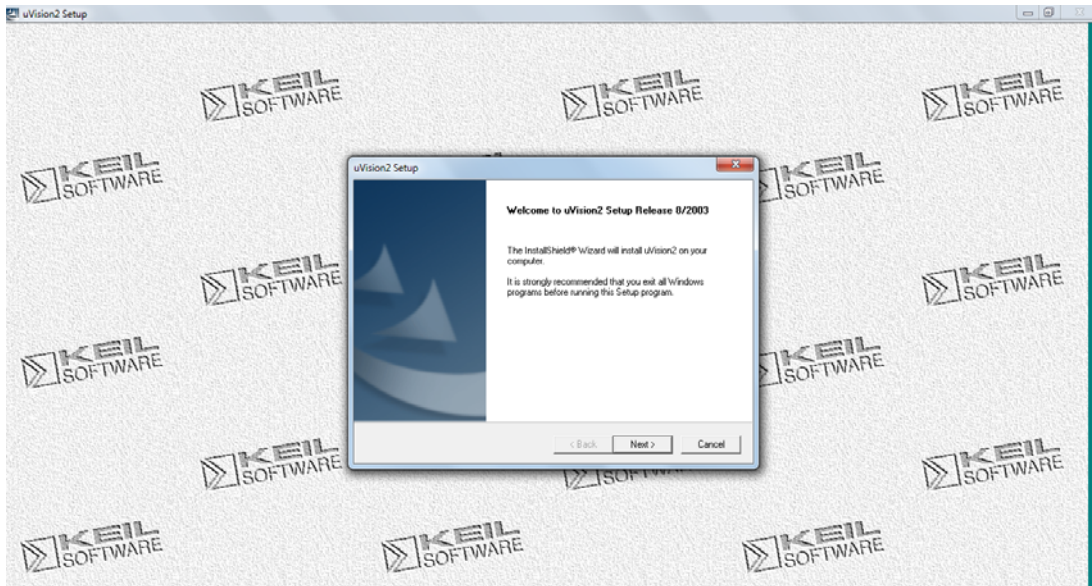 uVision2 Setup
KEIL
SOFTWARE
KEIL
SOFTWARE
KEIL
SOFTWARE
KEIL
SOFTWARE
KEIL
SOFTWARE
uVision2 Setup
Welcome to uVision2 Setup Release 8/2003
The InstallShield® Wizard will install uVision2 on your
computer.
It is strongly recommended that you exit all Windows
programs before running this Setup program.
< Back
Next >
Cancel
KEIL
SOFTWARE
KEIL
SOFTWARE
KEIL
SOFTWARE
KEIL
SOFTWARE
KEIL
SOFTWARE
SOFTWARE
KEIL
SOFTWARE
KEIL
SOFTWARE
KEIL
SOFTWARE
KEIL
SOFTWARE